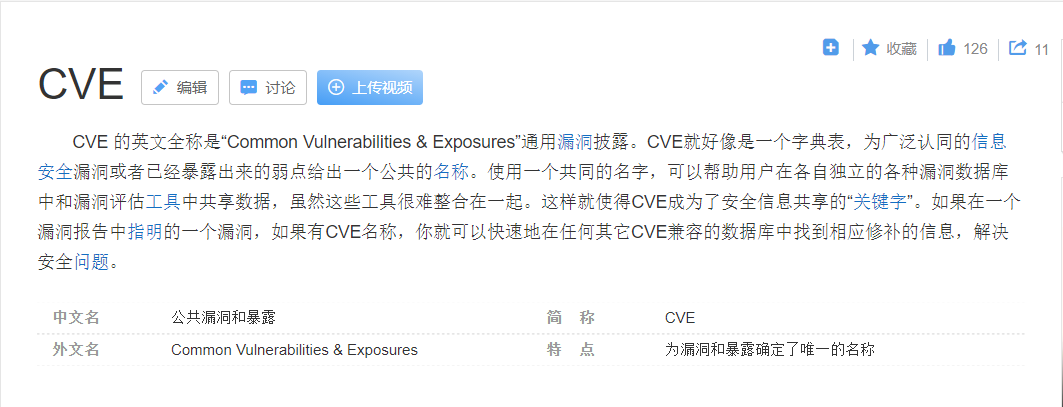 收藏 126 11
CVE 编辑 讨论 上传视频
CVE 的英文全称是“Common Vulnerabilities & Exposures”通用漏洞披露。CVE就好像是一个字典表，为广泛认同的信息
安全漏洞或者已经暴露出来的弱点给出一个公共的名称。使用一个共同的名字，可以帮助用户在各自独立的各种漏洞数据库
中和漏洞评估工具中共享数据，虽然这些工具很难整合在一起。这样就使得CVE成为了安全信息共享的“关键字”。如果在一个
漏洞报告中指明的一个漏洞，如果有CVE名称，你就可以快速地在任何其它CVE兼容的数据库中找到相应修补的信息，解决
安全问题。
中文名 公共漏洞和暴露 简 称 CVE
外文名 Common Vulnerabilities & Exposures 特 点 为漏洞和暴露确定了唯一的名称